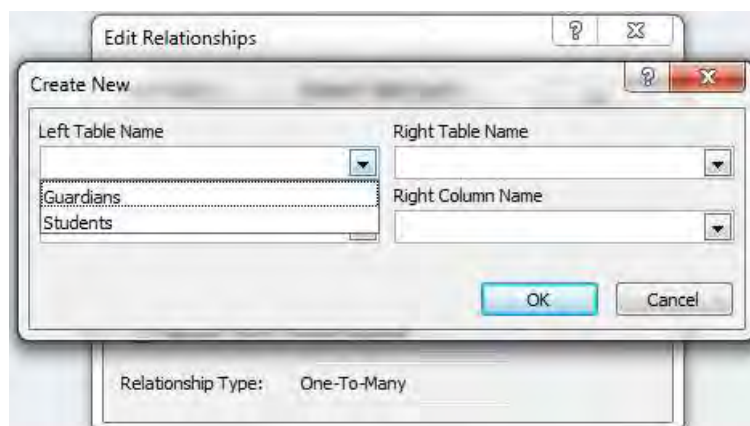 Edit Relationships
Create New
Left Table Name
Right Table Name
Guardians
Students
Right Column Name
OK
Cancel
Relationship Type: One-To-Many